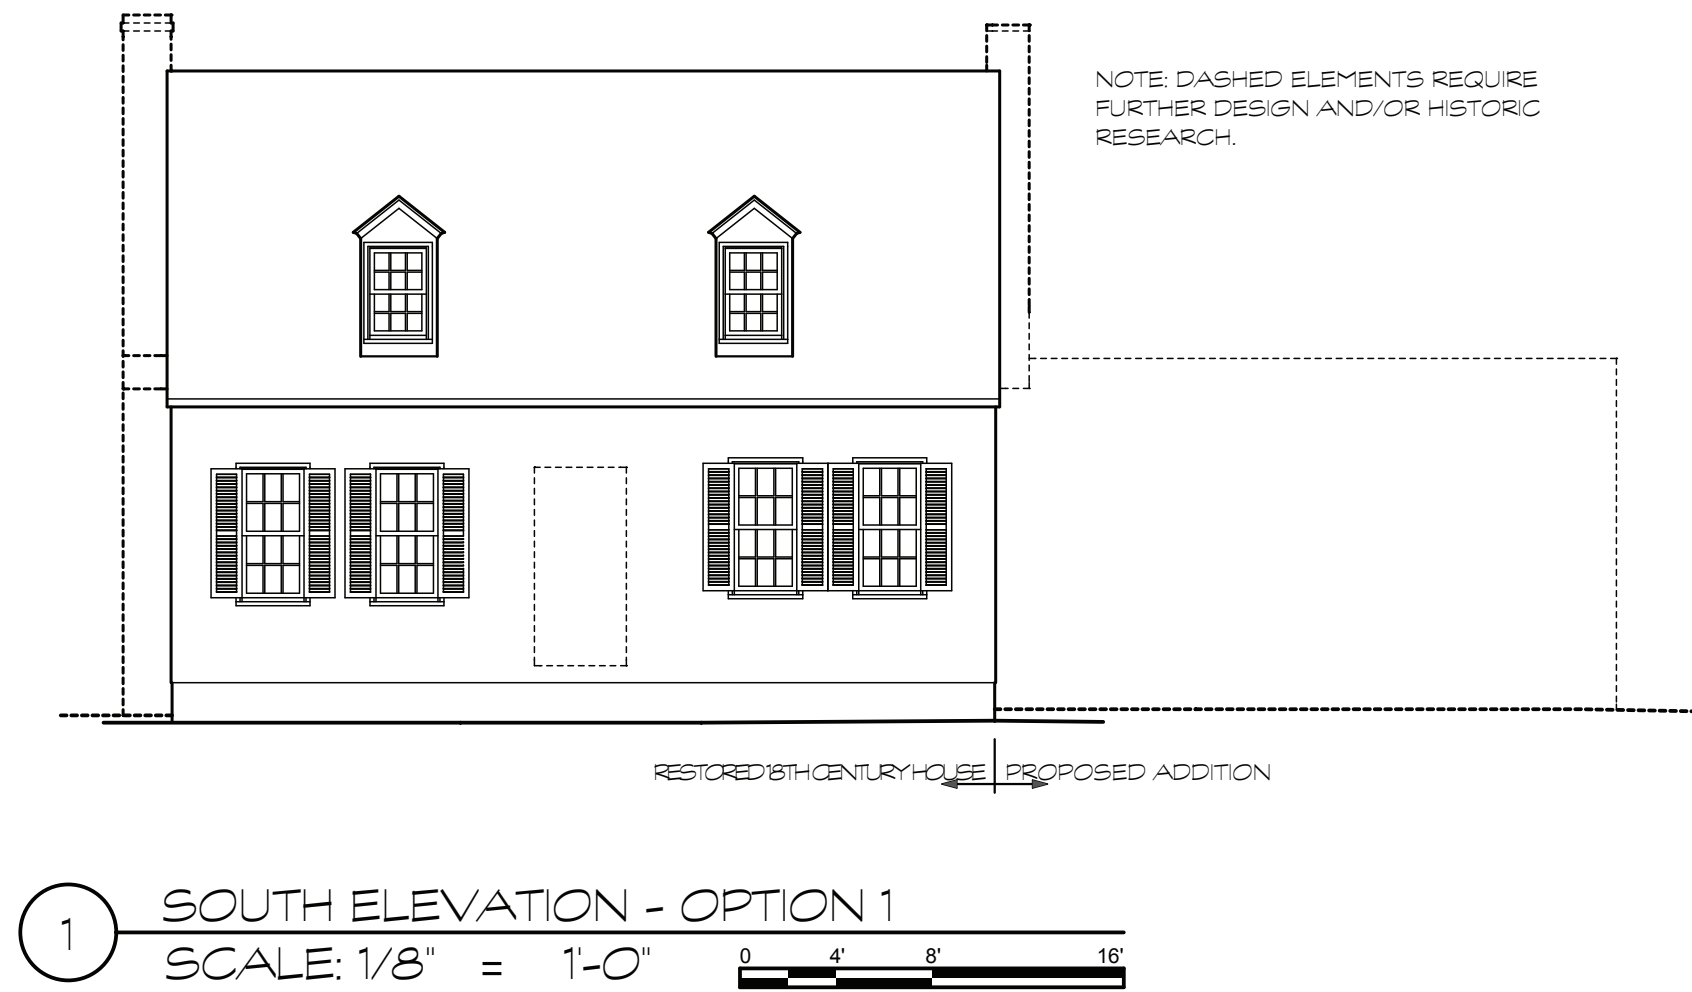 NOTE: DASHED ELEMENTS REQUIRE
FURTHER DESIGN AND/OR HISTORIC
RESEARCH.
RESTORED 18TH CENTURY HOUSE PROPOSED ADDITION
1
SOUTH ELEVATION - OPTION 1
SCALE: 1/8" = 1'-0"
0 4' 8' 16'